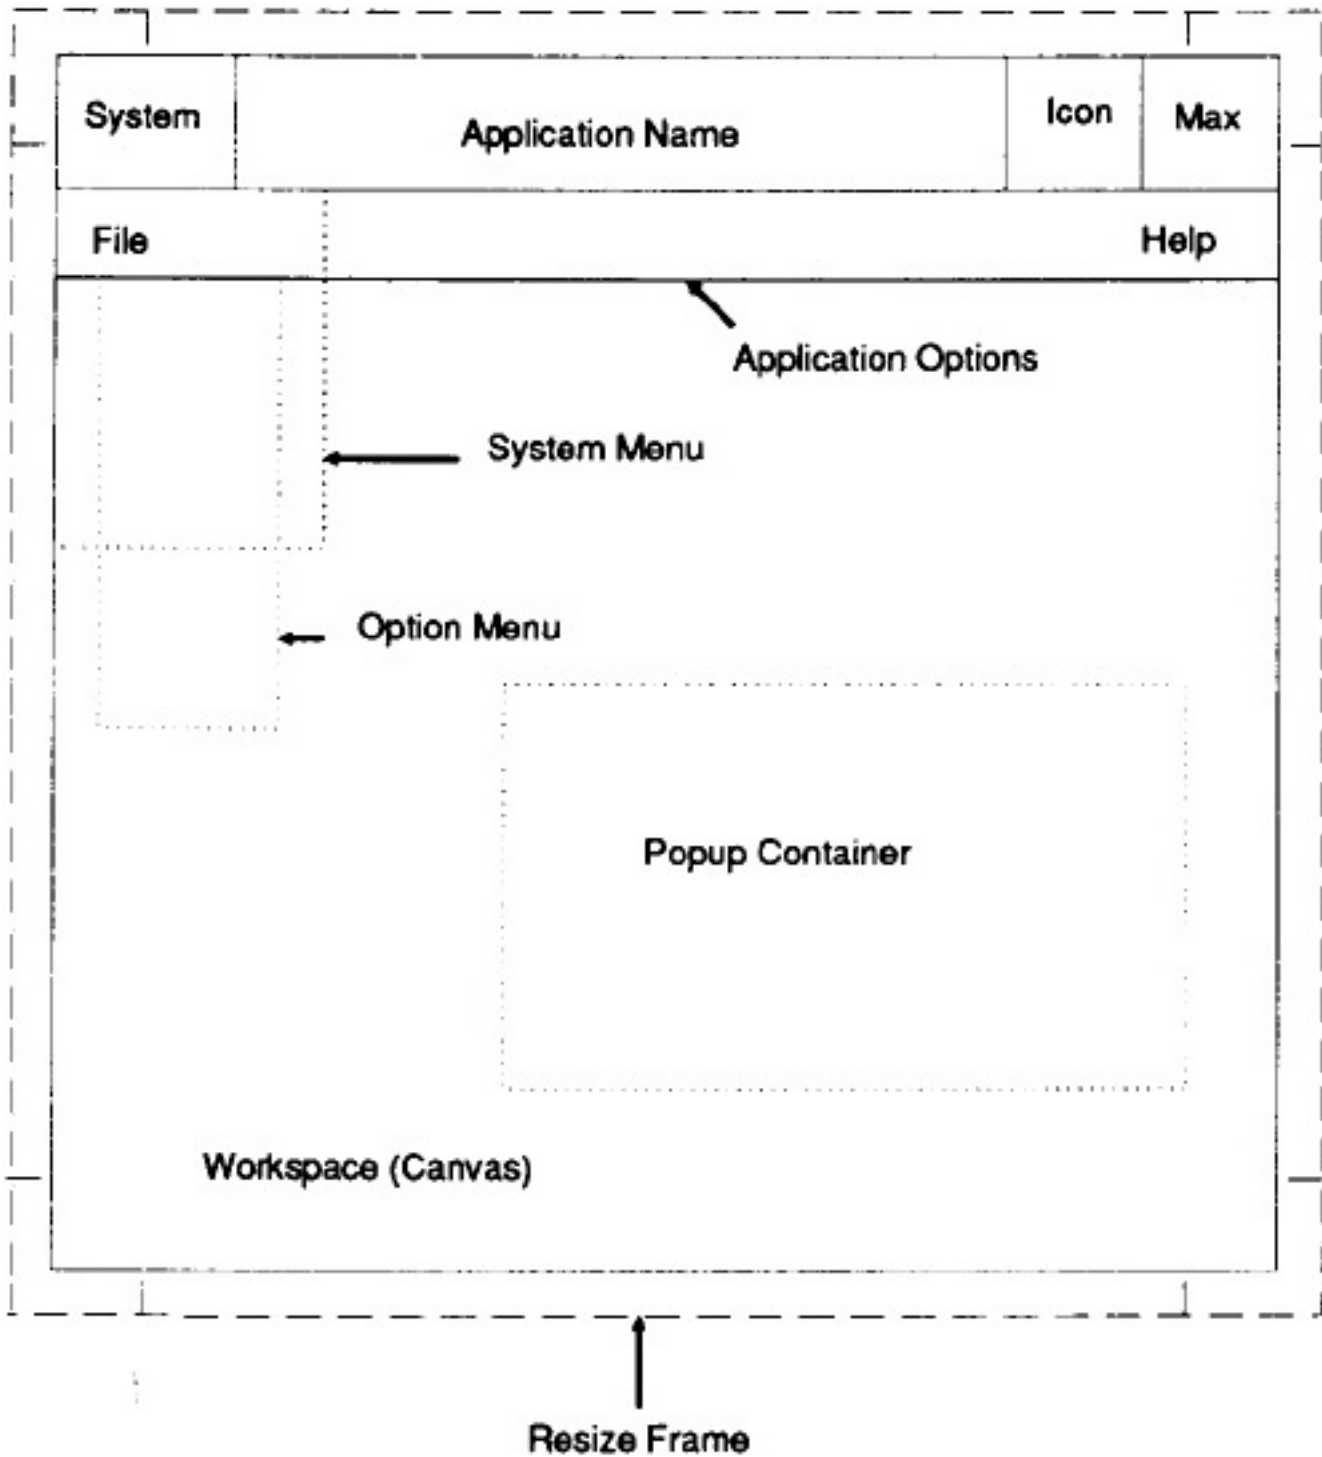 System
Application Name
Icon
Max
File
Help
Application Options
System Menu
Option Menu
Popup Container
Workspace (Canvas)
Resize Frame